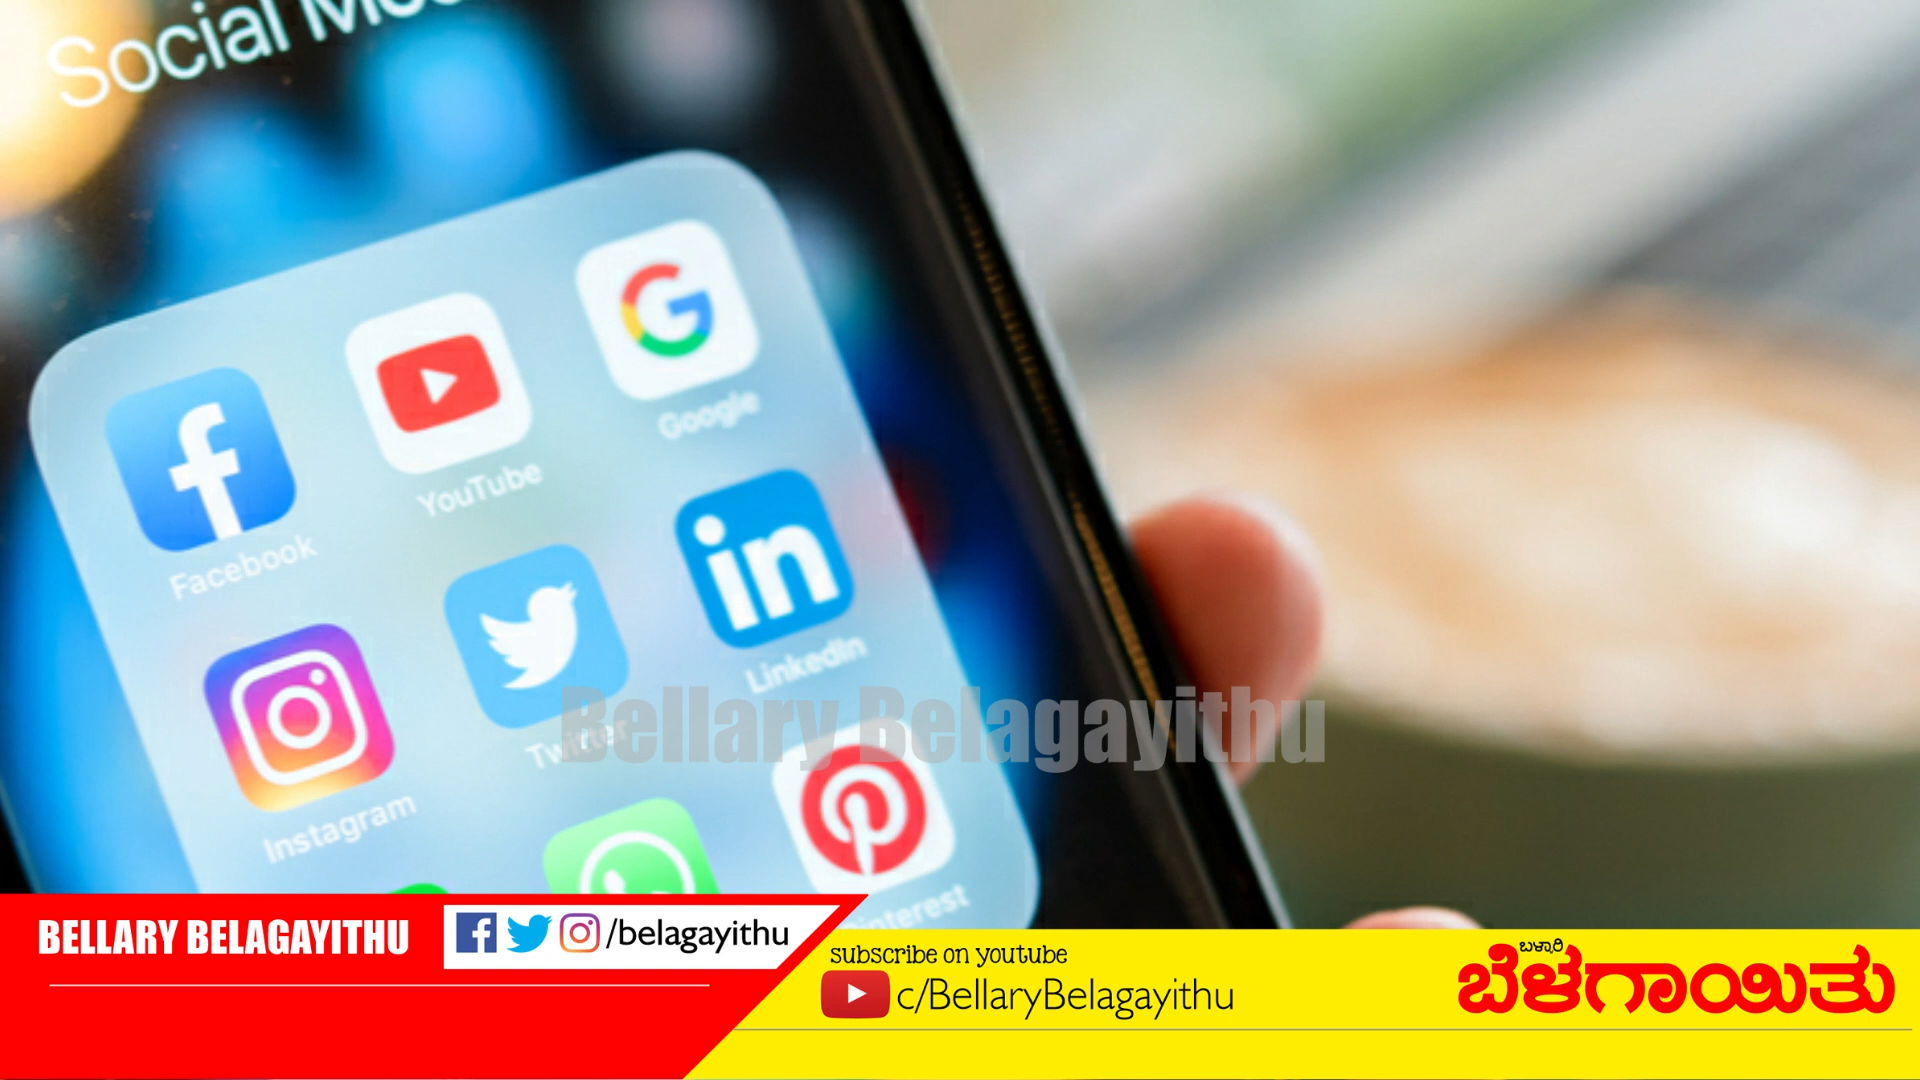 Social Me
Google
YouTube
Facebook
LinkedIn
Twitter
Instagram
Bellary Belagayithu
interest
BELLARY BELAGAYITHU
/belagayithu
subscribe on youtube
c/BellaryBelagayithu
ಬಳ್ಳಾರಿ
ಬೆಳಗಾಯಿತು